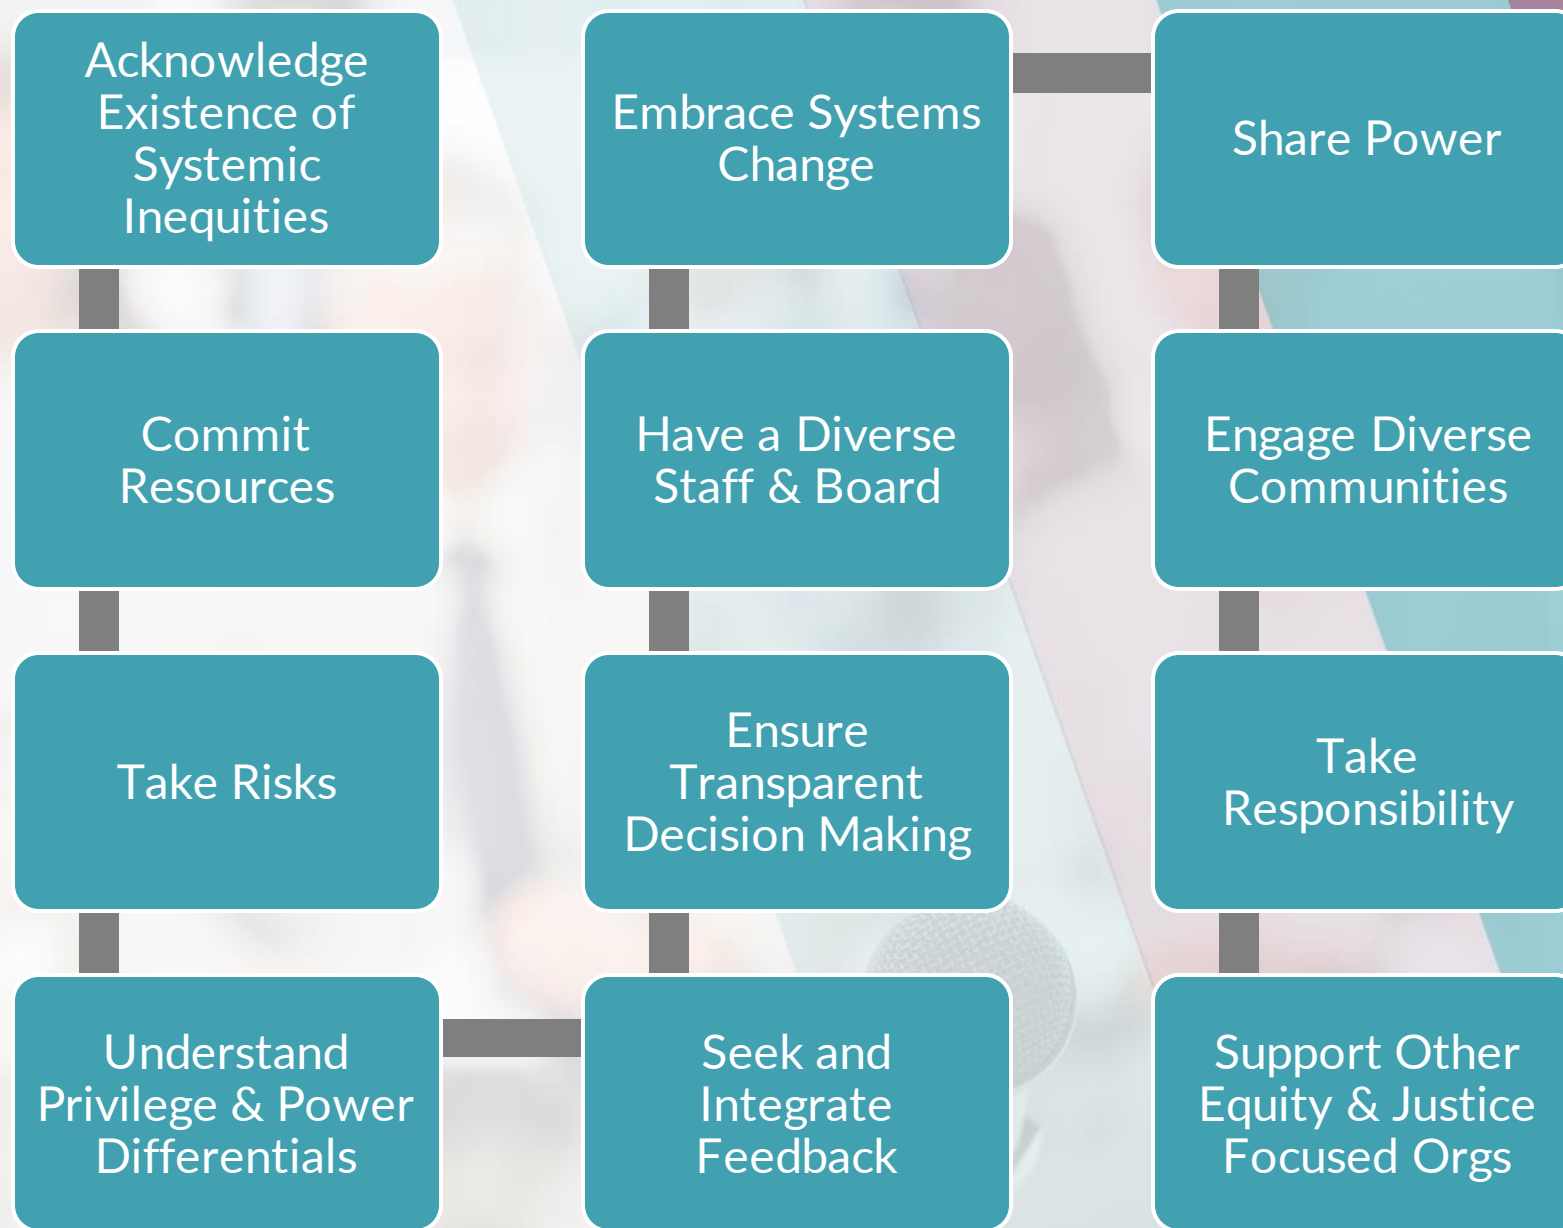 Acknowledge
Existence of
Systemic
Inequities
Commit
Resources
Take Risks
Understand
Privilege & Power
Differentials
Seek and
Integrate
Feedback
Ensure
Transparent
Decision Making
Have a Diverse
Staff & Board
Embrace Systems
Change
Share Power
Engage Diverse
Communities
Take
Responsibility
Support Other
Equity & Justice
Focused Orgs